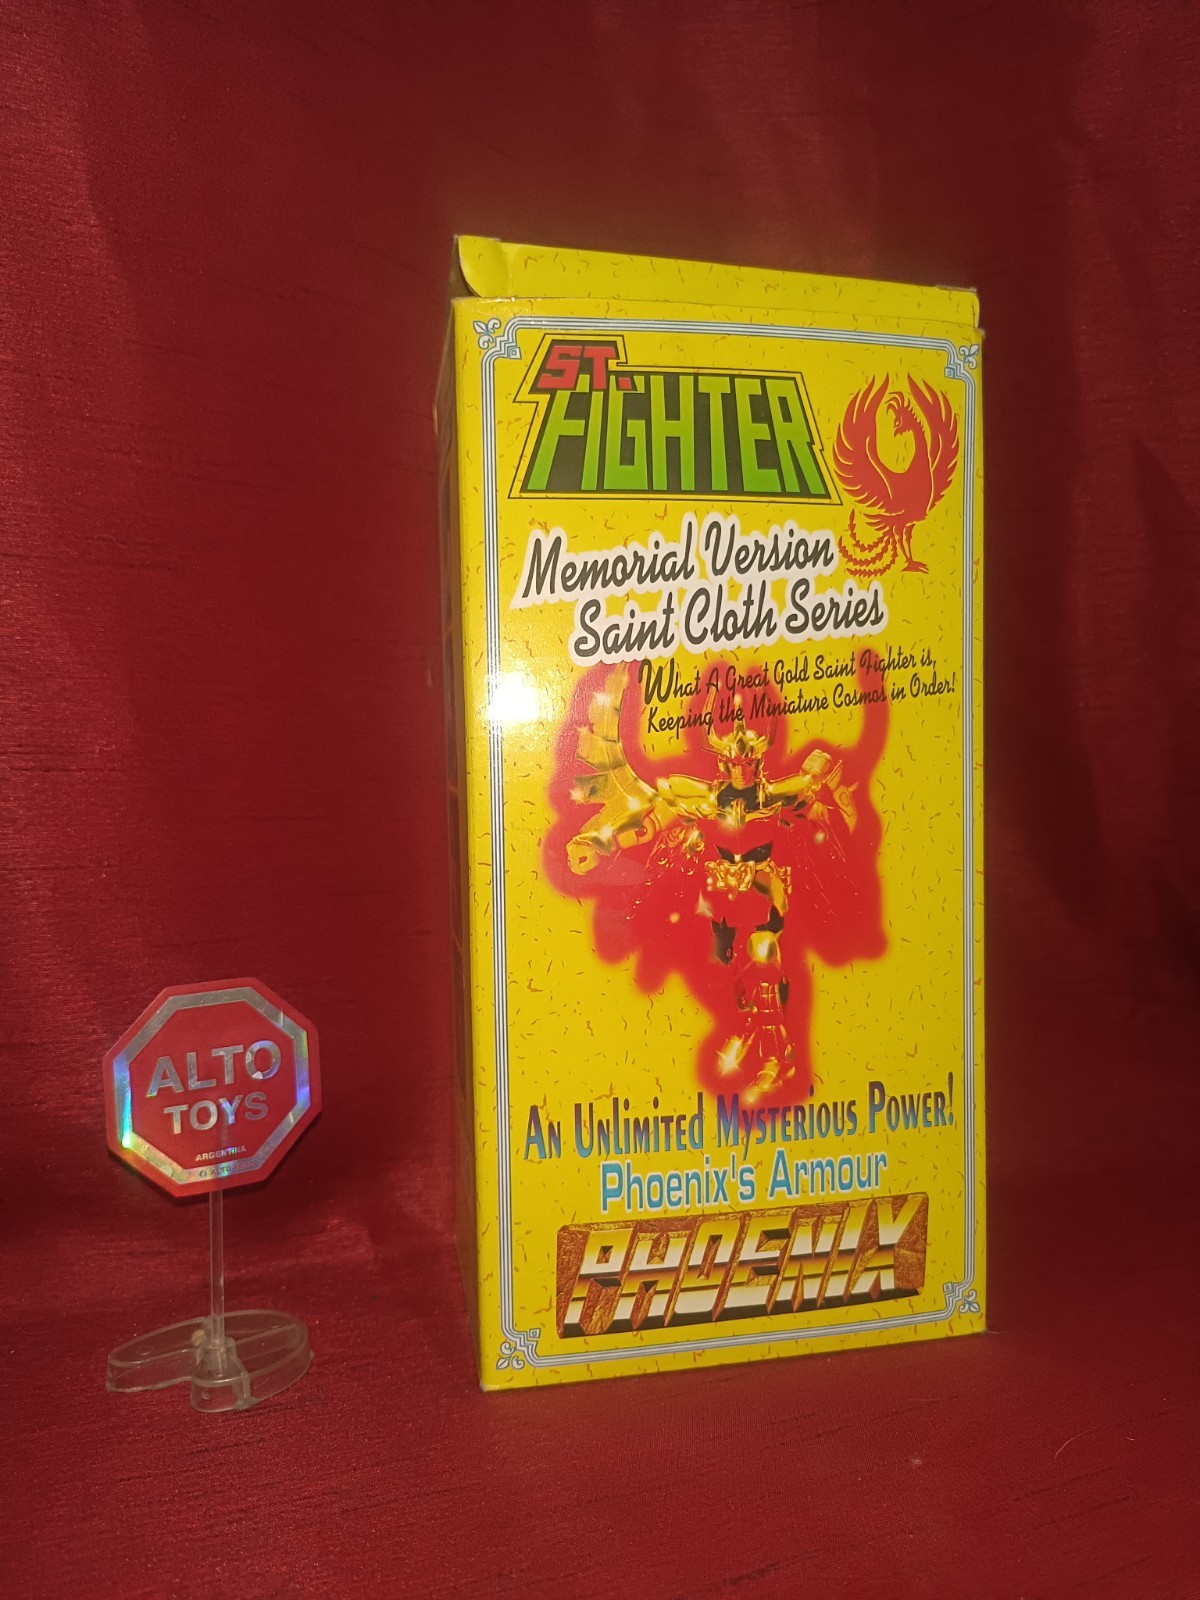 ST.
FIGHTER
Memorial Version
Saint Cloth Series
What A Great Gold Saint Fighter is,
Keeping the Miniature Cosmos in Order!
An Unlimited Mysterious Power!
Phoenix's Armour
PHOENIX
ALTO
TOYS
ARGENTINA